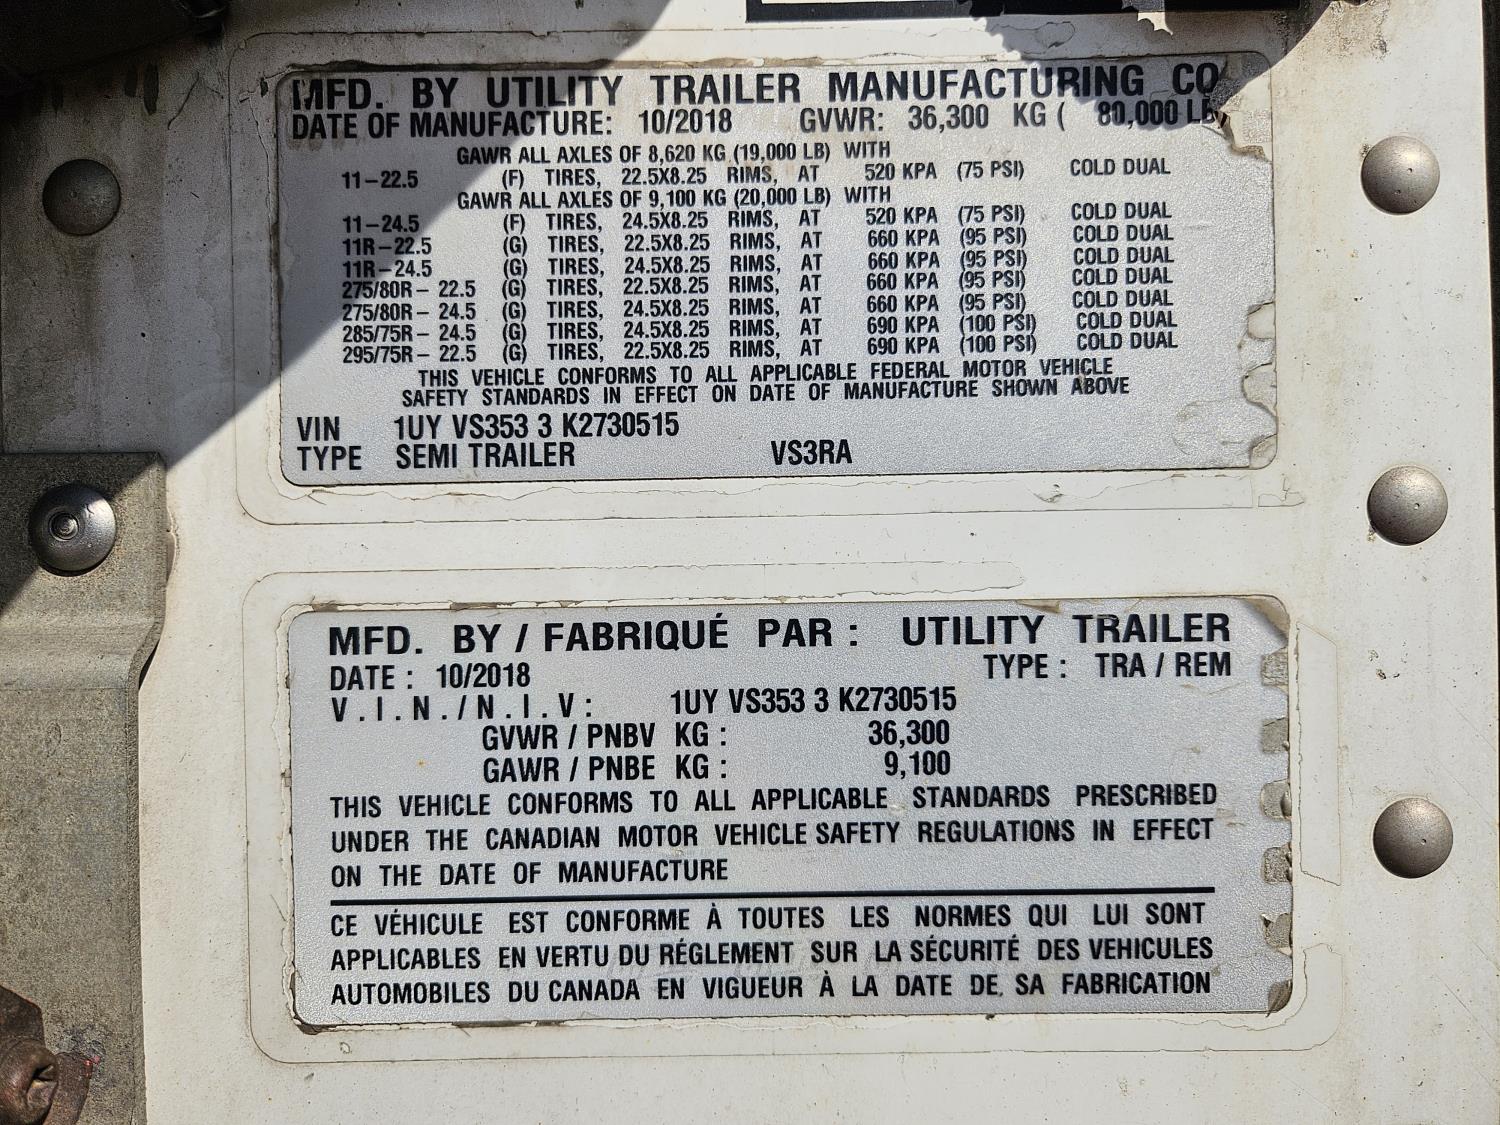 MFD. BY UTILITY TRAILER MANUFACTURING CO
DATE OF MANUFACTURE: 10/2018 GVWR: 36,300 KG ( 80,000 LB)
GAWR ALL AXLES OF 8,620 KG (19,000 LB) WITH
11-22.5 (F) TIRES, 22.5X8.25 RIMS, AT 520 KPA (75 PSI) COLD DUAL
GAWR ALL AXLES OF 9,100 KG (20,000 LB) WITH
11-24.5 (F) TIRES, 24.5X8.25 RIMS, AT 520 KPA (75 PSI) COLD DUAL
11R-22.5 (G) TIRES, 22.5X8.25 RIMS, AT 660 KPA (95 PSI) COLD DUAL
11R-24.5 (G) TIRES, 24.5X8.25 RIMS, AT 660 KPA (95 PSI) COLD DUAL
275/80R- 22.5 (G) TIRES, 22.5X8.25 RIMS, AT 660 KPA (95 PSI) COLD DUAL
275/80R- 24.5 (G) TIRES, 24.5X8.25 RIMS, AT 660 KPA (95 PSI) COLD DUAL
285/75R- 24.5 (G) TIRES, 24.5X8.25 RIMS, AT 690 KPA (100 PSI) COLD DUAL
295/75R- 22.5 (G) TIRES, 22.5X8.25 RIMS, AT 690 KPA (100 PSI) COLD DUAL
THIS VEHICLE CONFORMS TO ALL APPLICABLE FEDERAL MOTOR VEHICLE
SAFETY STANDARDS IN EFFECT ON DATE OF MANUFACTURE SHOWN ABOVE
VIN 1UY VS353 3 K2730515
TYPE SEMI TRAILER VS3RA
MFD. BY / FABRIQUÉ PAR : UTILITY TRAILER
DATE : 10/2018 TYPE : TRA / REM
V.I.N./N.I.V: 1UY VS353 3 K2730515
GVWR / PNBV KG : 36,300
GAWR / PNBE KG : 9,100
THIS VEHICLE CONFORMS TO ALL APPLICABLE STANDARDS PRESCRIBED
UNDER THE CANADIAN MOTOR VEHICLE SAFETY REGULATIONS IN EFFECT
ON THE DATE OF MANUFACTURE
CE VÉHICULE EST CONFORME À TOUTES LES NORMES QUI LUI SONT
APPLICABLES EN VERTU DU RÉGLEMENT SUR LA SÉCURITÉ DES VEHICULES
AUTOMOBILES DU CANADA EN VIGUEUR À LA DATE DE SA FABRICATION